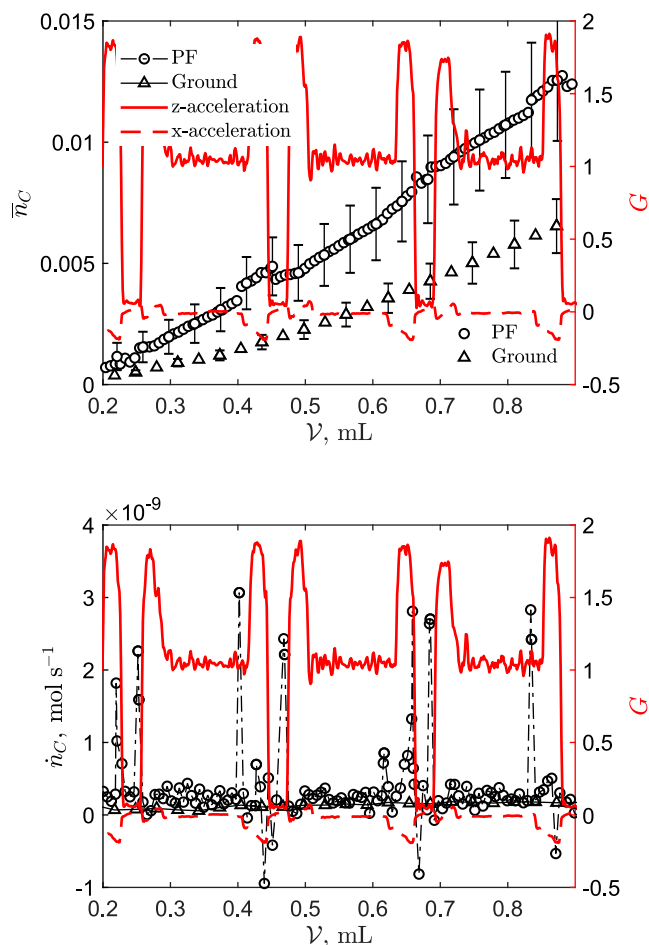 0.015
0.01
0.005
0
n̅_C
PF
Ground
z-acceleration
x-acceleration
2
1.5
1
0.5
0
-0.5
G
PF
Ground
0.2 0.3 0.4 0.5 0.6 0.7 0.8
𝒱, mL
×10⁻⁹
4
3
2
1
0
-1
ṅ_C, mol s⁻¹
2
1.5
1
0.5
0
-0.5
G
0.2 0.3 0.4 0.5 0.6 0.7 0.8
𝒱, mL